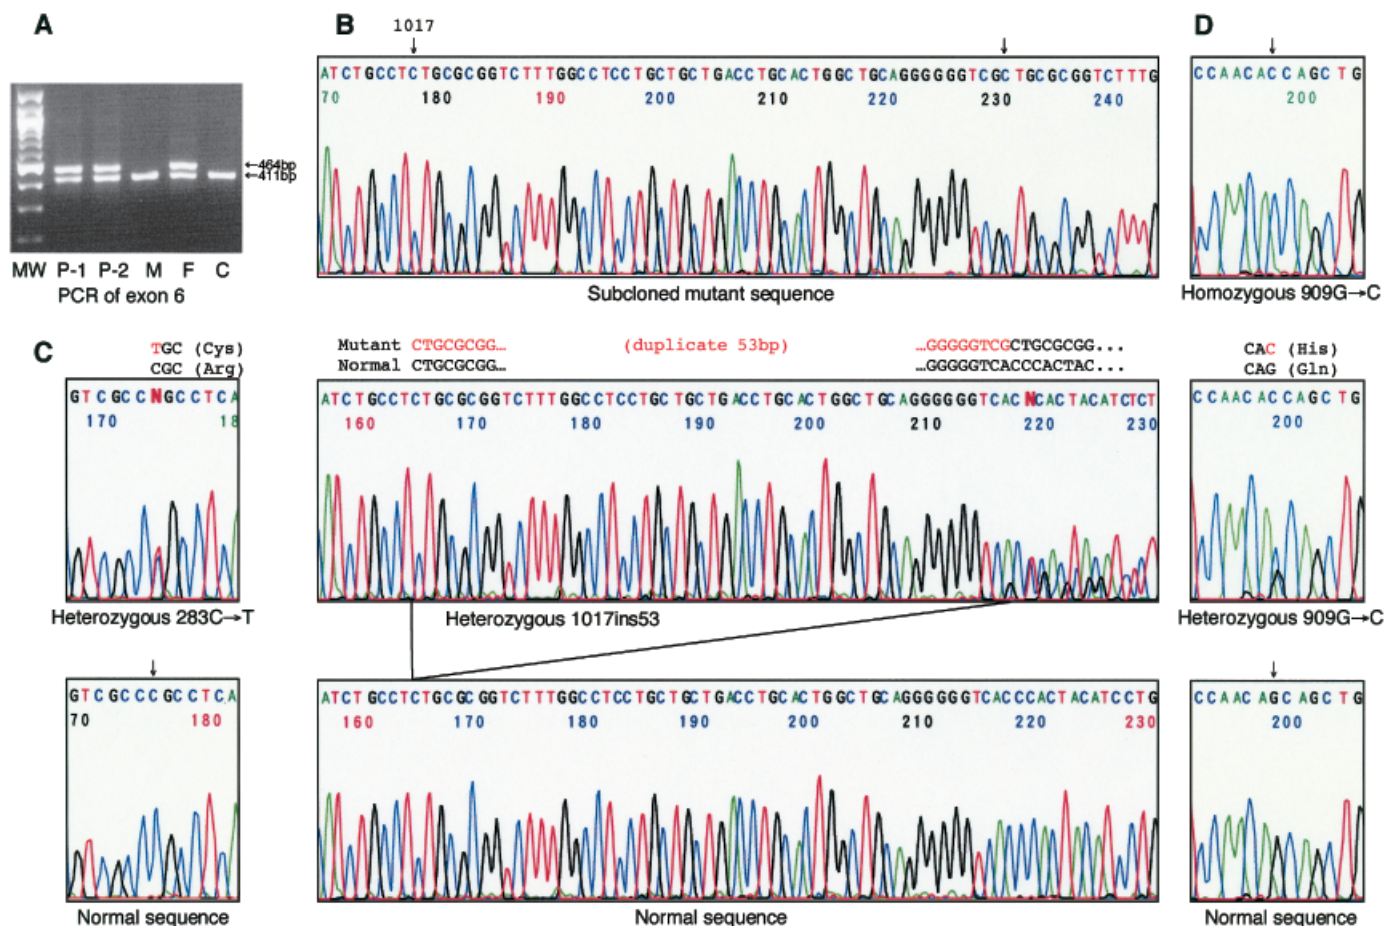 A
B
D
1017
ATCTGCCTCTGCGCGGTCTTTGGCCTCCTGCTGCTGACCTGCACTGGCTGCAGGGGGGTCGCTGCGCGGTCTTTG
70 180 190 200 210 220 230 240
CCAACACCAGCTG
200
←464bp
←411bp
MW P-1 P-2 M F C
PCR of exon 6
Subcloned mutant sequence
Homozygous 909G→C
C
TGC (Cys)
CGC (Arg)
Mutant CTGCGCGG… (duplicate 53bp) …GGGGGTCGCTGCGCGG...
Normal CTGCGCGG… …GGGGGTCACCCACTAC...
CAC (His)
CAG (Gln)
GTCGCCNGCCTCA
170 18
ATCTGCCTCTGCGCGGTCTTTGGCCTCCTGCTGCTGACCTGCACTGGCTGCAGGGGGGTCACNCACTACATCTCT
160 170 180 190 200 210 220 230
CCAACACCAGCTG
200
Heterozygous 283C→T
Heterozygous 1017ins53
Heterozygous 909G→C
GTCGCCCGCCTCA
70 180
ATCTGCCTCTGCGCGGTCTTTGGCCTCCTGCTGCTGACCTGCACTGGCTGCAGGGGGGTCACCCACTACATCCTG
160 170 180 190 200 210 220 230
CCAACAGCAGCTG
200
Normal sequence
Normal sequence
Normal sequence